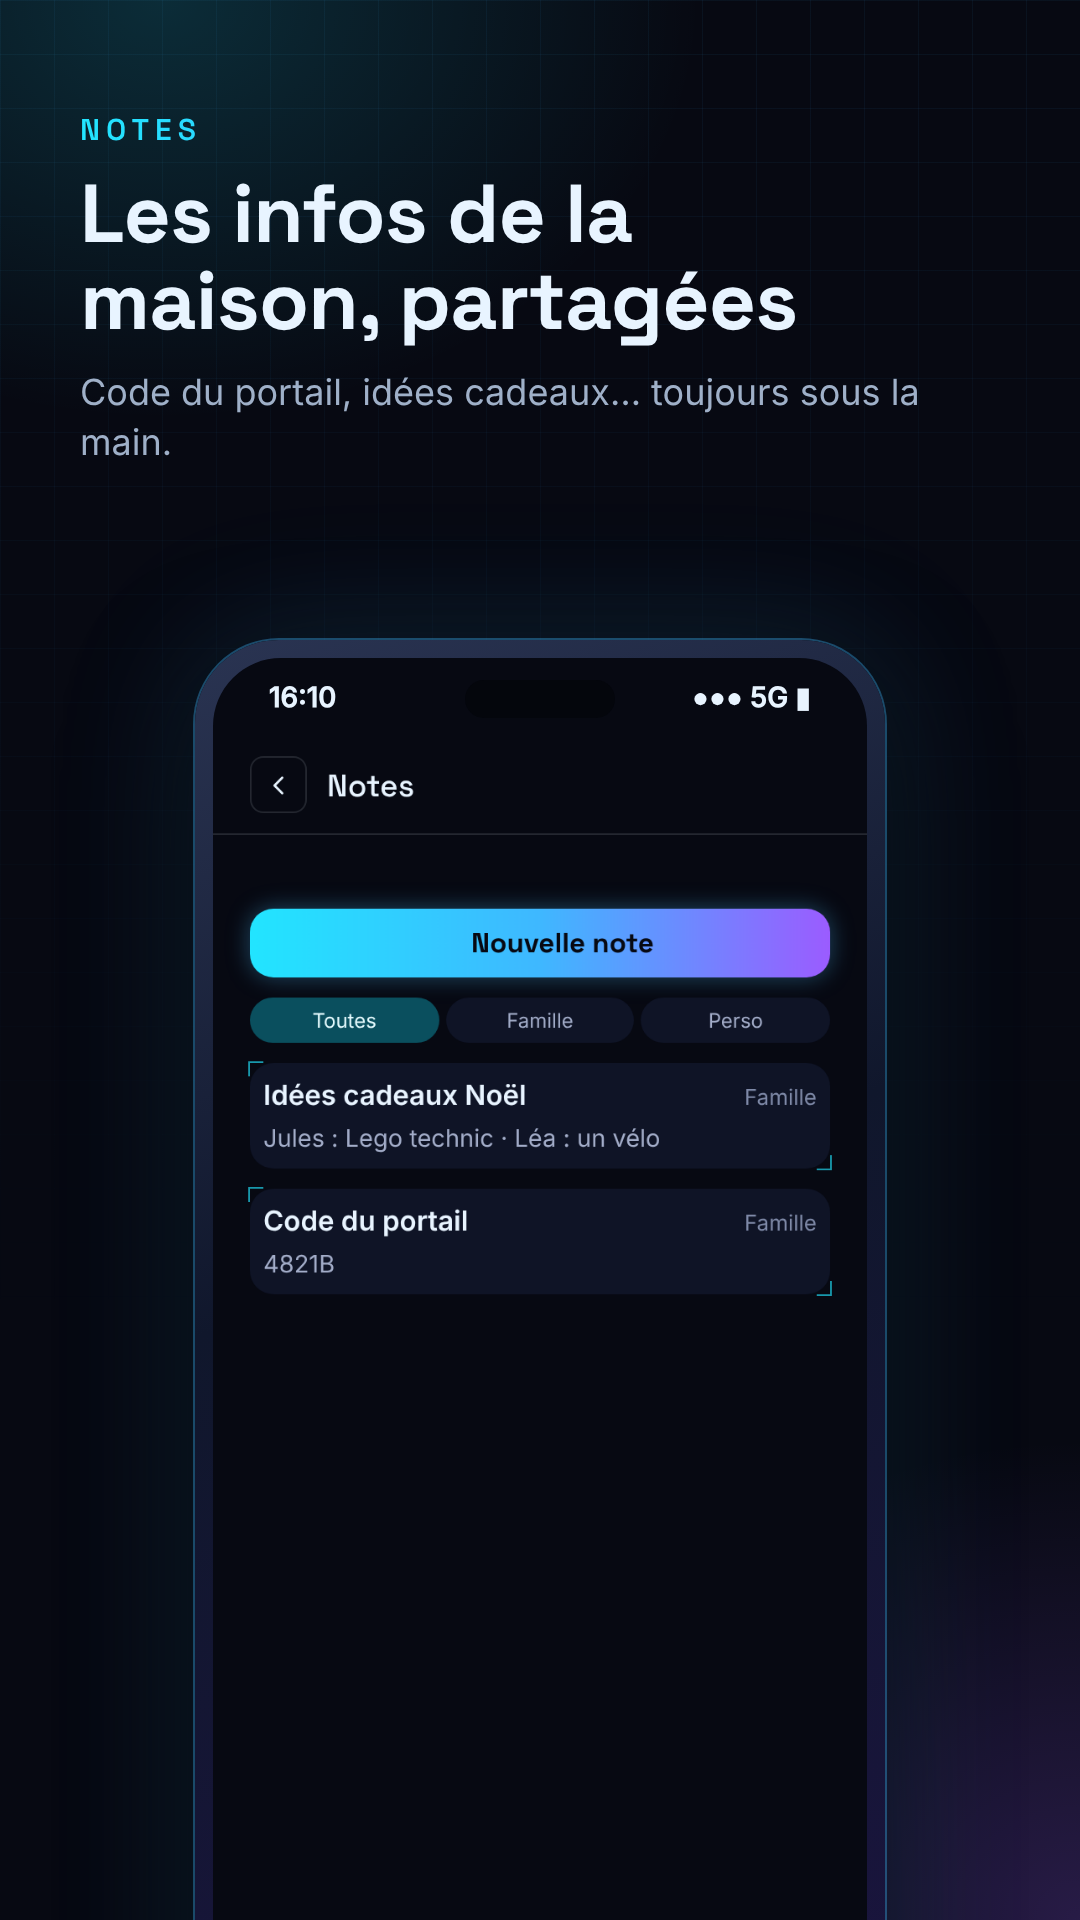 NOTES
Les infos de la
maison, partagées
Code du portail, idées cadeaux... toujours sous la
main.
16:10 5G
Notes
Nouvelle note
Toutes Famille Perso
Idées cadeaux Noël Famille
Jules : Lego technic · Léa : un vélo
Code du portail Famille
4821B